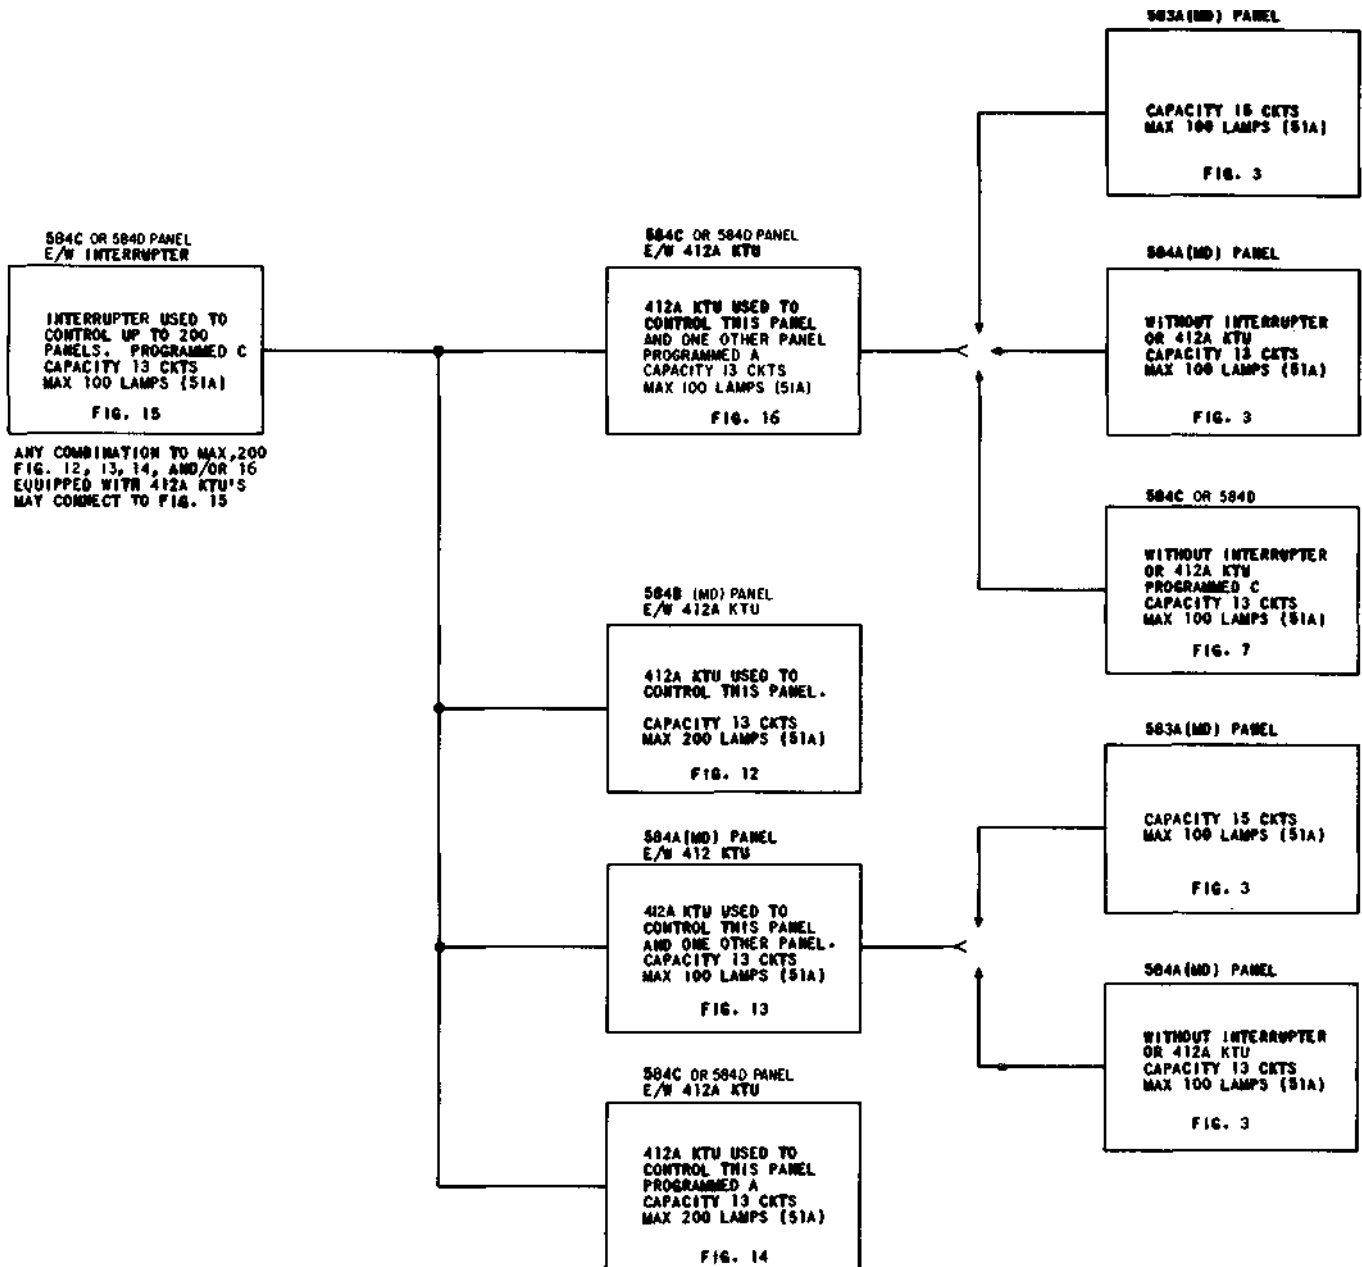 584C OR 584D PANEL
E/W INTERRUPTER
INTERRUPTER USED TO
CONTROL UP TO 200
PANELS. PROGRAMMED C
CAPACITY 13 CKTS
MAX 100 LAMPS (51A)
FIG. 15
ANY COMBINATION TO MAX,200
FIG. 12, 13, 14, AND/OR 16
EQUIPPED WITH 412A KTU'S
MAY CONNECT TO FIG. 15
584C OR 584D PANEL
E/W 412A KTU
412A KTU USED TO
CONTROL THIS PANEL
AND ONE OTHER PANEL
PROGRAMMED A
CAPACITY 13 CKTS
MAX 100 LAMPS (51A)
FIG. 16
584B (MD) PANEL
E/W 412A KTU
412A KTU USED TO
CONTROL THIS PANEL.
CAPACITY 13 CKTS
MAX 200 LAMPS (51A)
FIG. 12
584A(MD) PANEL
E/W 412 KTU
412A KTU USED TO
CONTROL THIS PANEL
AND ONE OTHER PANEL.
CAPACITY 13 CKTS
MAX 100 LAMPS (51A)
FIG. 13
584C OR 584D PANEL
E/W 412A KTU
412A KTU USED TO
CONTROL THIS PANEL
PROGRAMMED A
CAPACITY 13 CKTS
MAX 200 LAMPS (51A)
FIG. 14
583A(MD) PANEL
CAPACITY 15 CKTS
MAX 100 LAMPS (51A)
FIG. 3
584A(MD) PANEL
WITHOUT INTERRUPTER
OR 412A KTU
CAPACITY 13 CKTS
MAX 100 LAMPS (51A)
FIG. 3
584C OR 584D
WITHOUT INTERRUPTER
OR 412A KTU
PROGRAMMED C
CAPACITY 13 CKTS
MAX 100 LAMPS (51A)
FIG. 7
583A(MD) PANEL
CAPACITY 15 CKTS
MAX 100 LAMPS (51A)
FIG. 3
584A(MD) PANEL
WITHOUT INTERRUPTER
OR 412A KTU
CAPACITY 13 CKTS
MAX 100 LAMPS (51A)
FIG. 3